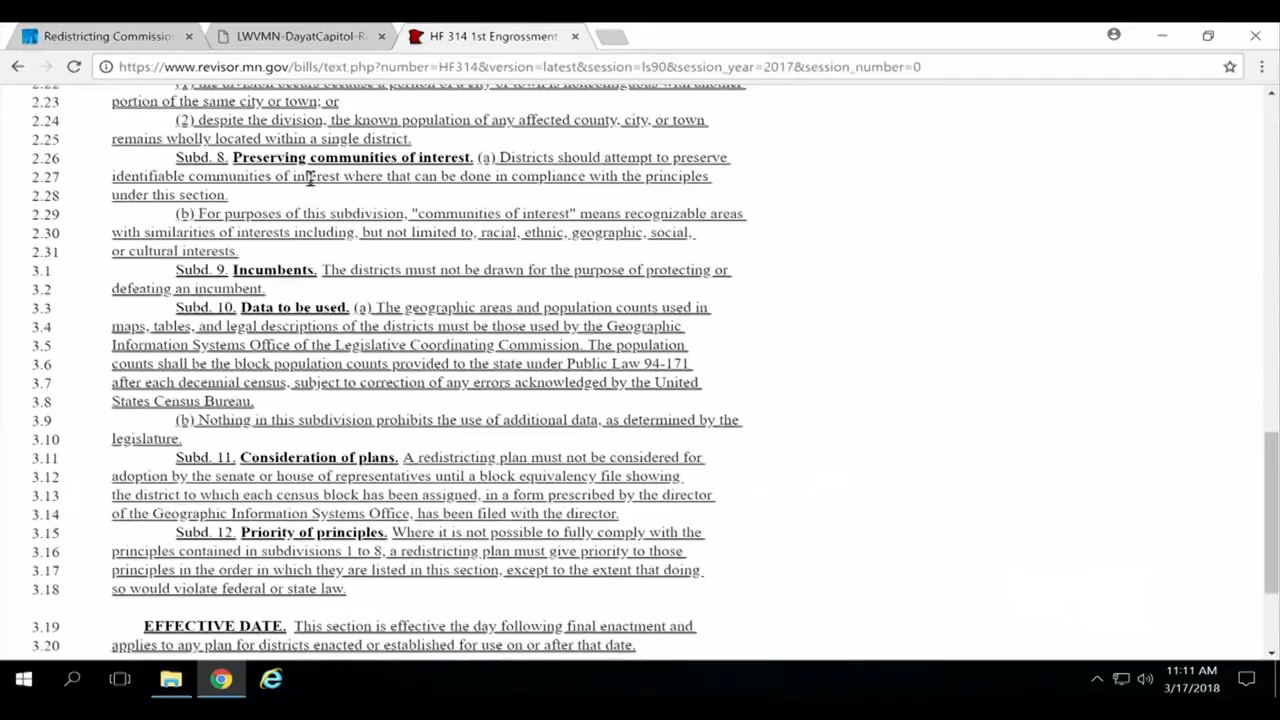 Redistricting Commissio
LWVMN-DayatCapitol-R
HF 314 1st Engrossment
https://www.revisor.mn.gov/bills/text.php?number=HF314&version=latest&session=ls90&session_year=2017&session_number=0
2.22 (1) the division occurs because a portion of a city or town is noncontiguous with another
2.23 portion of the same city or town; or
2.24 (2) despite the division, the known population of any affected county, city, or town
2.25 remains wholly located within a single district.
2.26 Subd. 8. Preserving communities of interest. (a) Districts should attempt to preserve
2.27 identifiable communities of interest where that can be done in compliance with the principles
2.28 under this section.
2.29 (b) For purposes of this subdivision, "communities of interest" means recognizable areas
2.30 with similarities of interests including, but not limited to, racial, ethnic, geographic, social,
2.31 or cultural interests.
3.1 Subd. 9. Incumbents. The districts must not be drawn for the purpose of protecting or
3.2 defeating an incumbent.
3.3 Subd. 10. Data to be used. (a) The geographic areas and population counts used in
3.4 maps, tables, and legal descriptions of the districts must be those used by the Geographic
3.5 Information Systems Office of the Legislative Coordinating Commission. The population
3.6 counts shall be the block population counts provided to the state under Public Law 94-171
3.7 after each decennial census, subject to correction of any errors acknowledged by the United
3.8 States Census Bureau.
3.9 (b) Nothing in this subdivision prohibits the use of additional data, as determined by the
3.10 legislature.
3.11 Subd. 11. Consideration of plans. A redistricting plan must not be considered for
3.12 adoption by the senate or house of representatives until a block equivalency file showing
3.13 the district to which each census block has been assigned, in a form prescribed by the director
3.14 of the Geographic Information Systems Office, has been filed with the director.
3.15 Subd. 12. Priority of principles. Where it is not possible to fully comply with the
3.16 principles contained in subdivisions 1 to 8, a redistricting plan must give priority to those
3.17 principles in the order in which they are listed in this section, except to the extent that doing
3.18 so would violate federal or state law.
3.19 EFFECTIVE DATE. This section is effective the day following final enactment and
3.20 applies to any plan for districts enacted or established for use on or after that date.
11:11 AM
3/17/2018